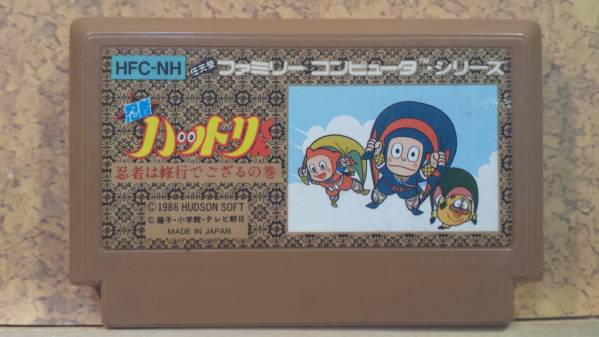 HFC-NH
任天堂 ファミリーコンピュータ™シリーズ
忍者
ハットリくん
忍者は修行でござるの巻
© 1986 HUDSON SOFT
© 藤子・小学館・テレビ朝日
MADE IN JAPAN